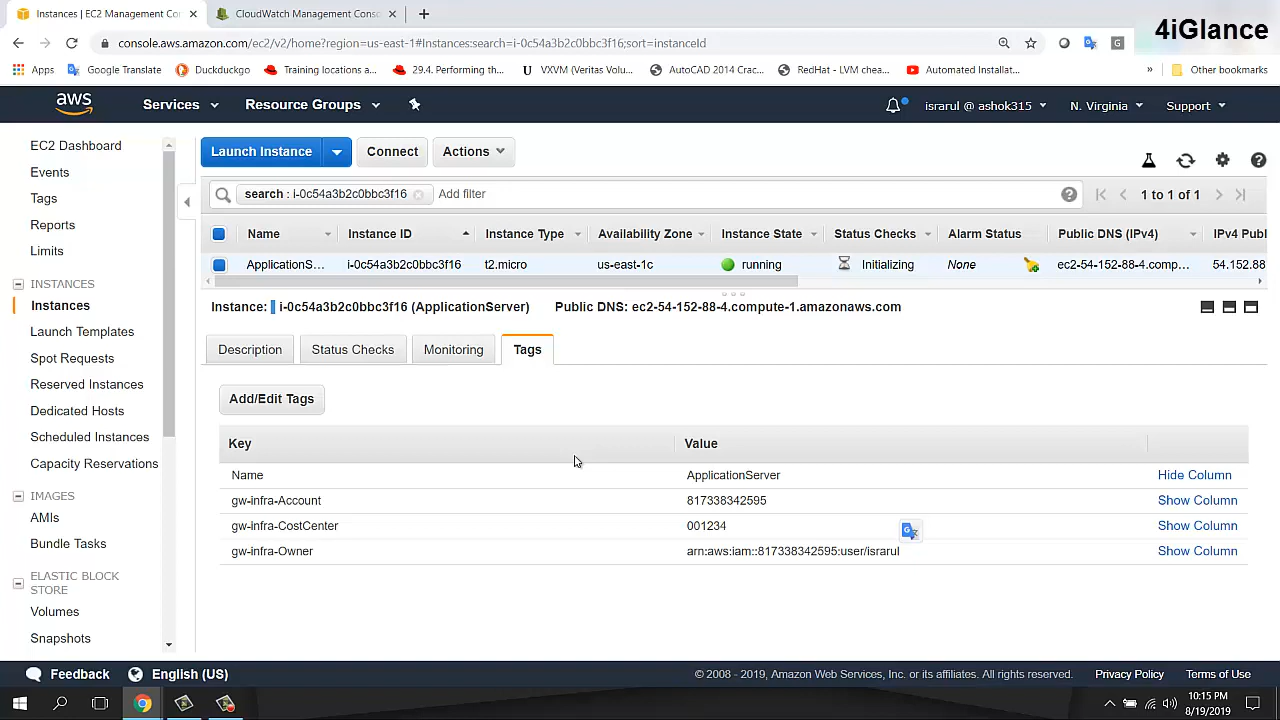 Instances | EC2 Management Con
CloudWatch Management Conso
4iGlance
console.aws.amazon.com/ec2/v2/home?region=us-east-1#Instances:search=i-0c54a3b2c0bbc3f16;sort=instanceId
Apps
Google Translate
Duckduckgo
Training locations a...
29.4. Performing th...
VXVM (Veritas Volu...
AutoCAD 2014 Crac...
RedHat - LVM chea...
Automated Installat...
»
Other bookmarks
aws
Services
Resource Groups
israrul @ ashok315
N. Virginia
Support
EC2 Dashboard
Events
Tags
Reports
Limits
INSTANCES
Instances
Launch Templates
Spot Requests
Reserved Instances
Dedicated Hosts
Scheduled Instances
Capacity Reservations
IMAGES
AMIs
Bundle Tasks
ELASTIC BLOCK
STORE
Volumes
Snapshots
Launch Instance
Connect
Actions
search : i-0c54a3b2c0bbc3f16
Add filter
1 to 1 of 1
Name
Instance ID
Instance Type
Availability Zone
Instance State
Status Checks
Alarm Status
Public DNS (IPv4)
IPv4 Publ
ApplicationS...
i-0c54a3b2c0bbc3f16
t2.micro
us-east-1c
running
Initializing
None
ec2-54-152-88-4.comp...
54.152.88
Instance: i-0c54a3b2c0bbc3f16 (ApplicationServer)
Public DNS: ec2-54-152-88-4.compute-1.amazonaws.com
Description
Status Checks
Monitoring
Tags
Add/Edit Tags
Key
Value
Name
ApplicationServer
Hide Column
gw-infra-Account
817338342595
Show Column
gw-infra-CostCenter
001234
Show Column
gw-infra-Owner
arn:aws:iam::817338342595:user/israrul
Show Column
Feedback
English (US)
© 2008 - 2019, Amazon Web Services, Inc. or its affiliates. All rights reserved.
Privacy Policy
Terms of Use
10:15 PM
8/19/2019